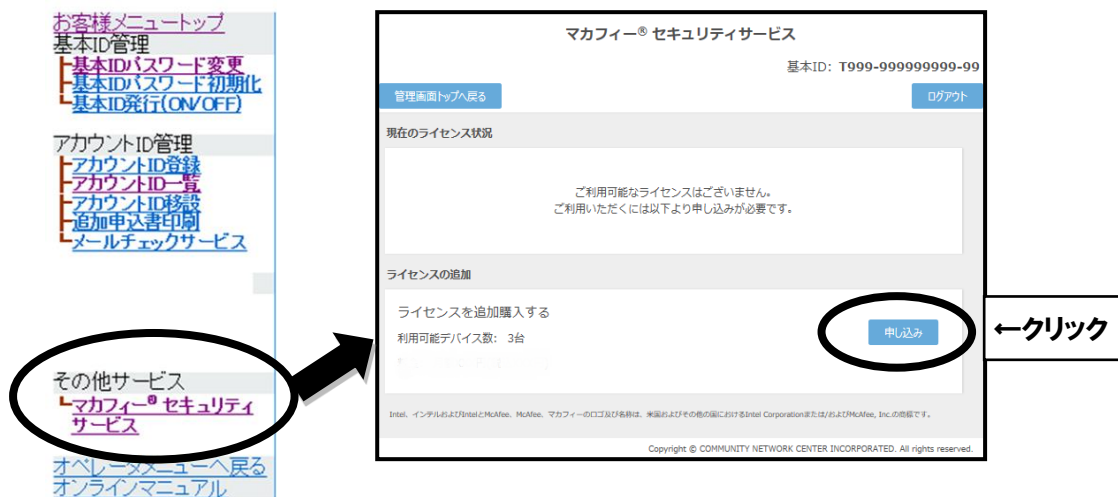 お客様メニュートップ
基本ID管理
基本IDパスワード変更
基本IDパスワード初期化
基本ID発行(ON/OFF)
アカウントID管理
アカウントID登録
アカウントID一覧
アカウントID移設
追加申込書印刷
メールチェックサービス
その他サービス
マカフィー® セキュリティ
サービス
オペレータメニューへ戻る
オンラインマニュアル
マカフィー® セキュリティサービス
基本ID: T999-999999999-99
管理画面トップへ戻る
ログアウト
現在のライセンス状況
ご利用可能なライセンスはございません。
ご利用いただくには以下より申し込みが必要です。
ライセンスの追加
ライセンスを追加購入する
利用可能デバイス数: 3台
申し込み
←クリック
Intel、インテルおよびIntelとMcAfee、McAfee、マカフィーのロゴ及び名称は、米国およびその他の国におけるIntel Corporationまたは/およびMcAfee, Inc.の商標です。
Copyright © COMMUNITY NETWORK CENTER INCORPORATED. All rights reserved.